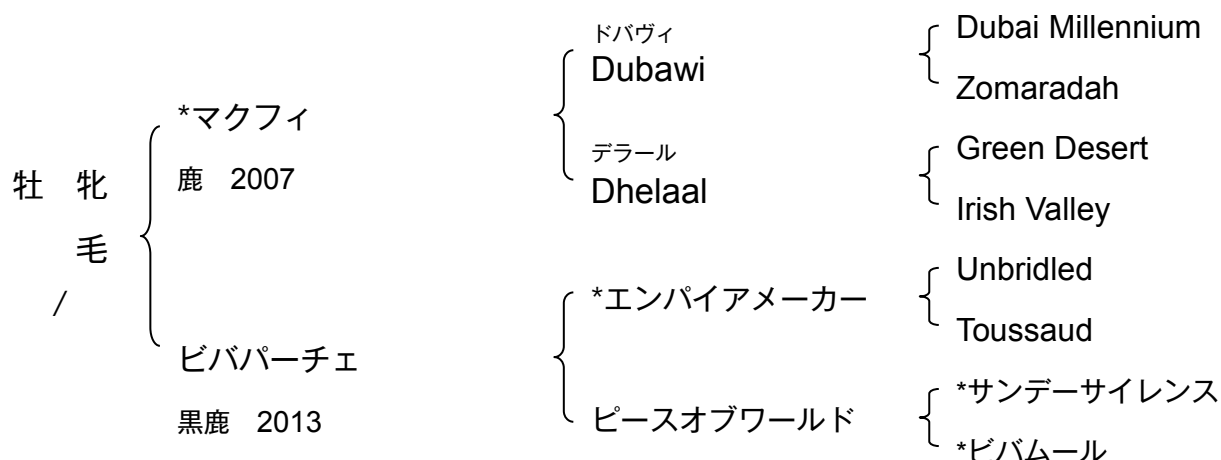 牡 牝
毛
/
*マクフィ
鹿 2007
ビバパーチェ
黒鹿 2013
ドバヴィ
Dubawi
デラール
Dhelaal
*エンパイアメーカー
ピースオブワールド
Dubai Millennium
Zomaradah
Green Desert
Irish Valley
Unbridled
Toussaud
*サンデーサイレンス
*ビバムール